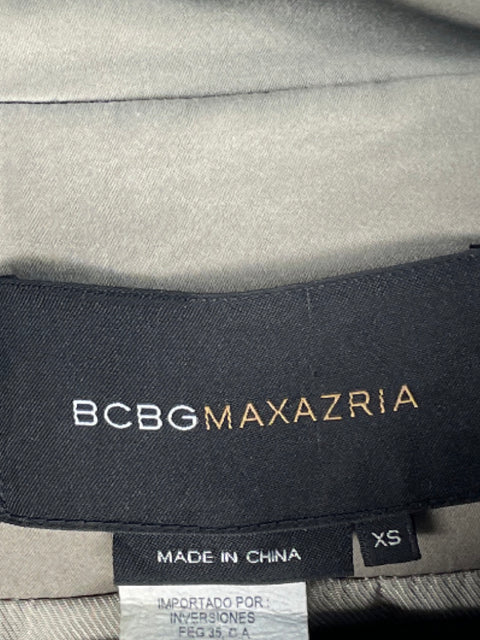 BCBGMAXAZRIA
XS
MADE IN CHINA
IMPORTADO POR:
INVERSIONES
FEG 35, C.A